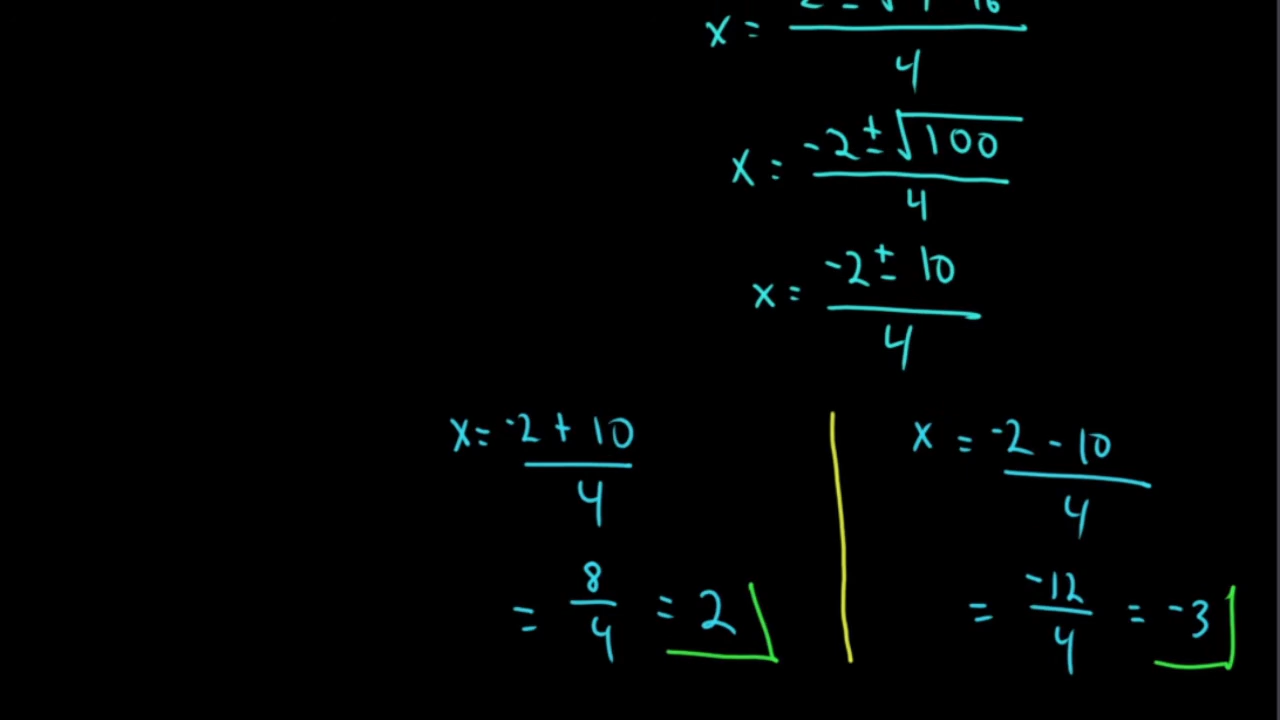 x =
4
x = -2 ± √100
4
x = -2 ± 10
4
x = -2 + 10
4
= 8/4 = 2
x = -2 - 10
4
= -12/4 = -3